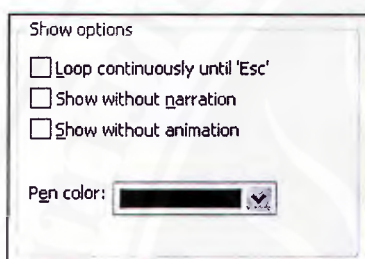 Show options
Loop continuously until 'Esc'
Show without narration
Show without animation
Pen color: